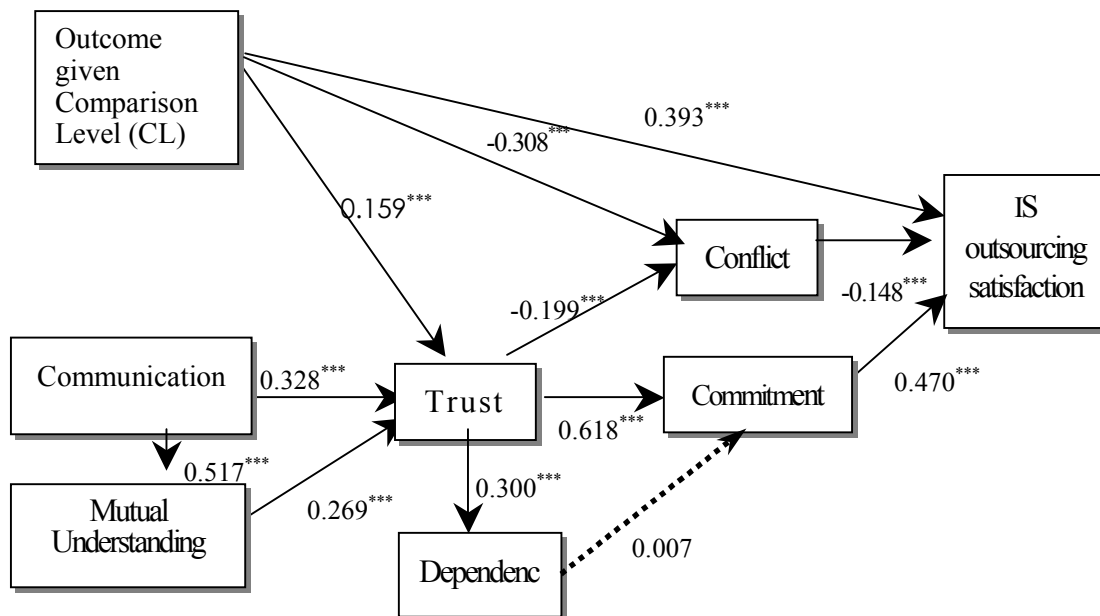 Outcome
given
Comparison
Level (CL)
0.393***
-0.308***
0.159***
IS
outsourcing
satisfaction
Conflict
-0.199***
-0.148***
Communication
0.328***
Trust
0.618***
Commitment
0.470***
0.517***
Mutual
Understanding
0.269***
0.300***
Dependenc
0.007